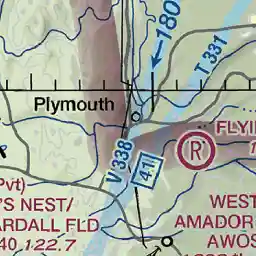 180
T 331
Plymouth
FLYI
R
V 338
41
Pvt)
'S NEST/
ARDALL FLD
40 122.7
WEST
AMADOR
AWOS